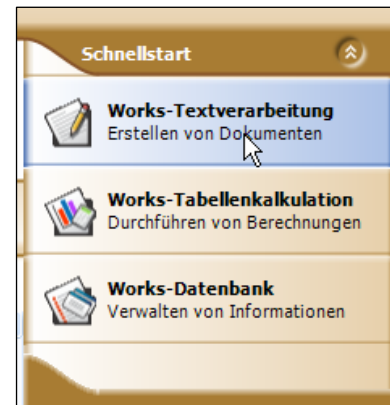 Schnellstart
Works-Textverarbeitung
Erstellen von Dokumenten
Works-Tabellenkalkulation
Durchführen von Berechnungen
Works-Datenbank
Verwalten von Informationen